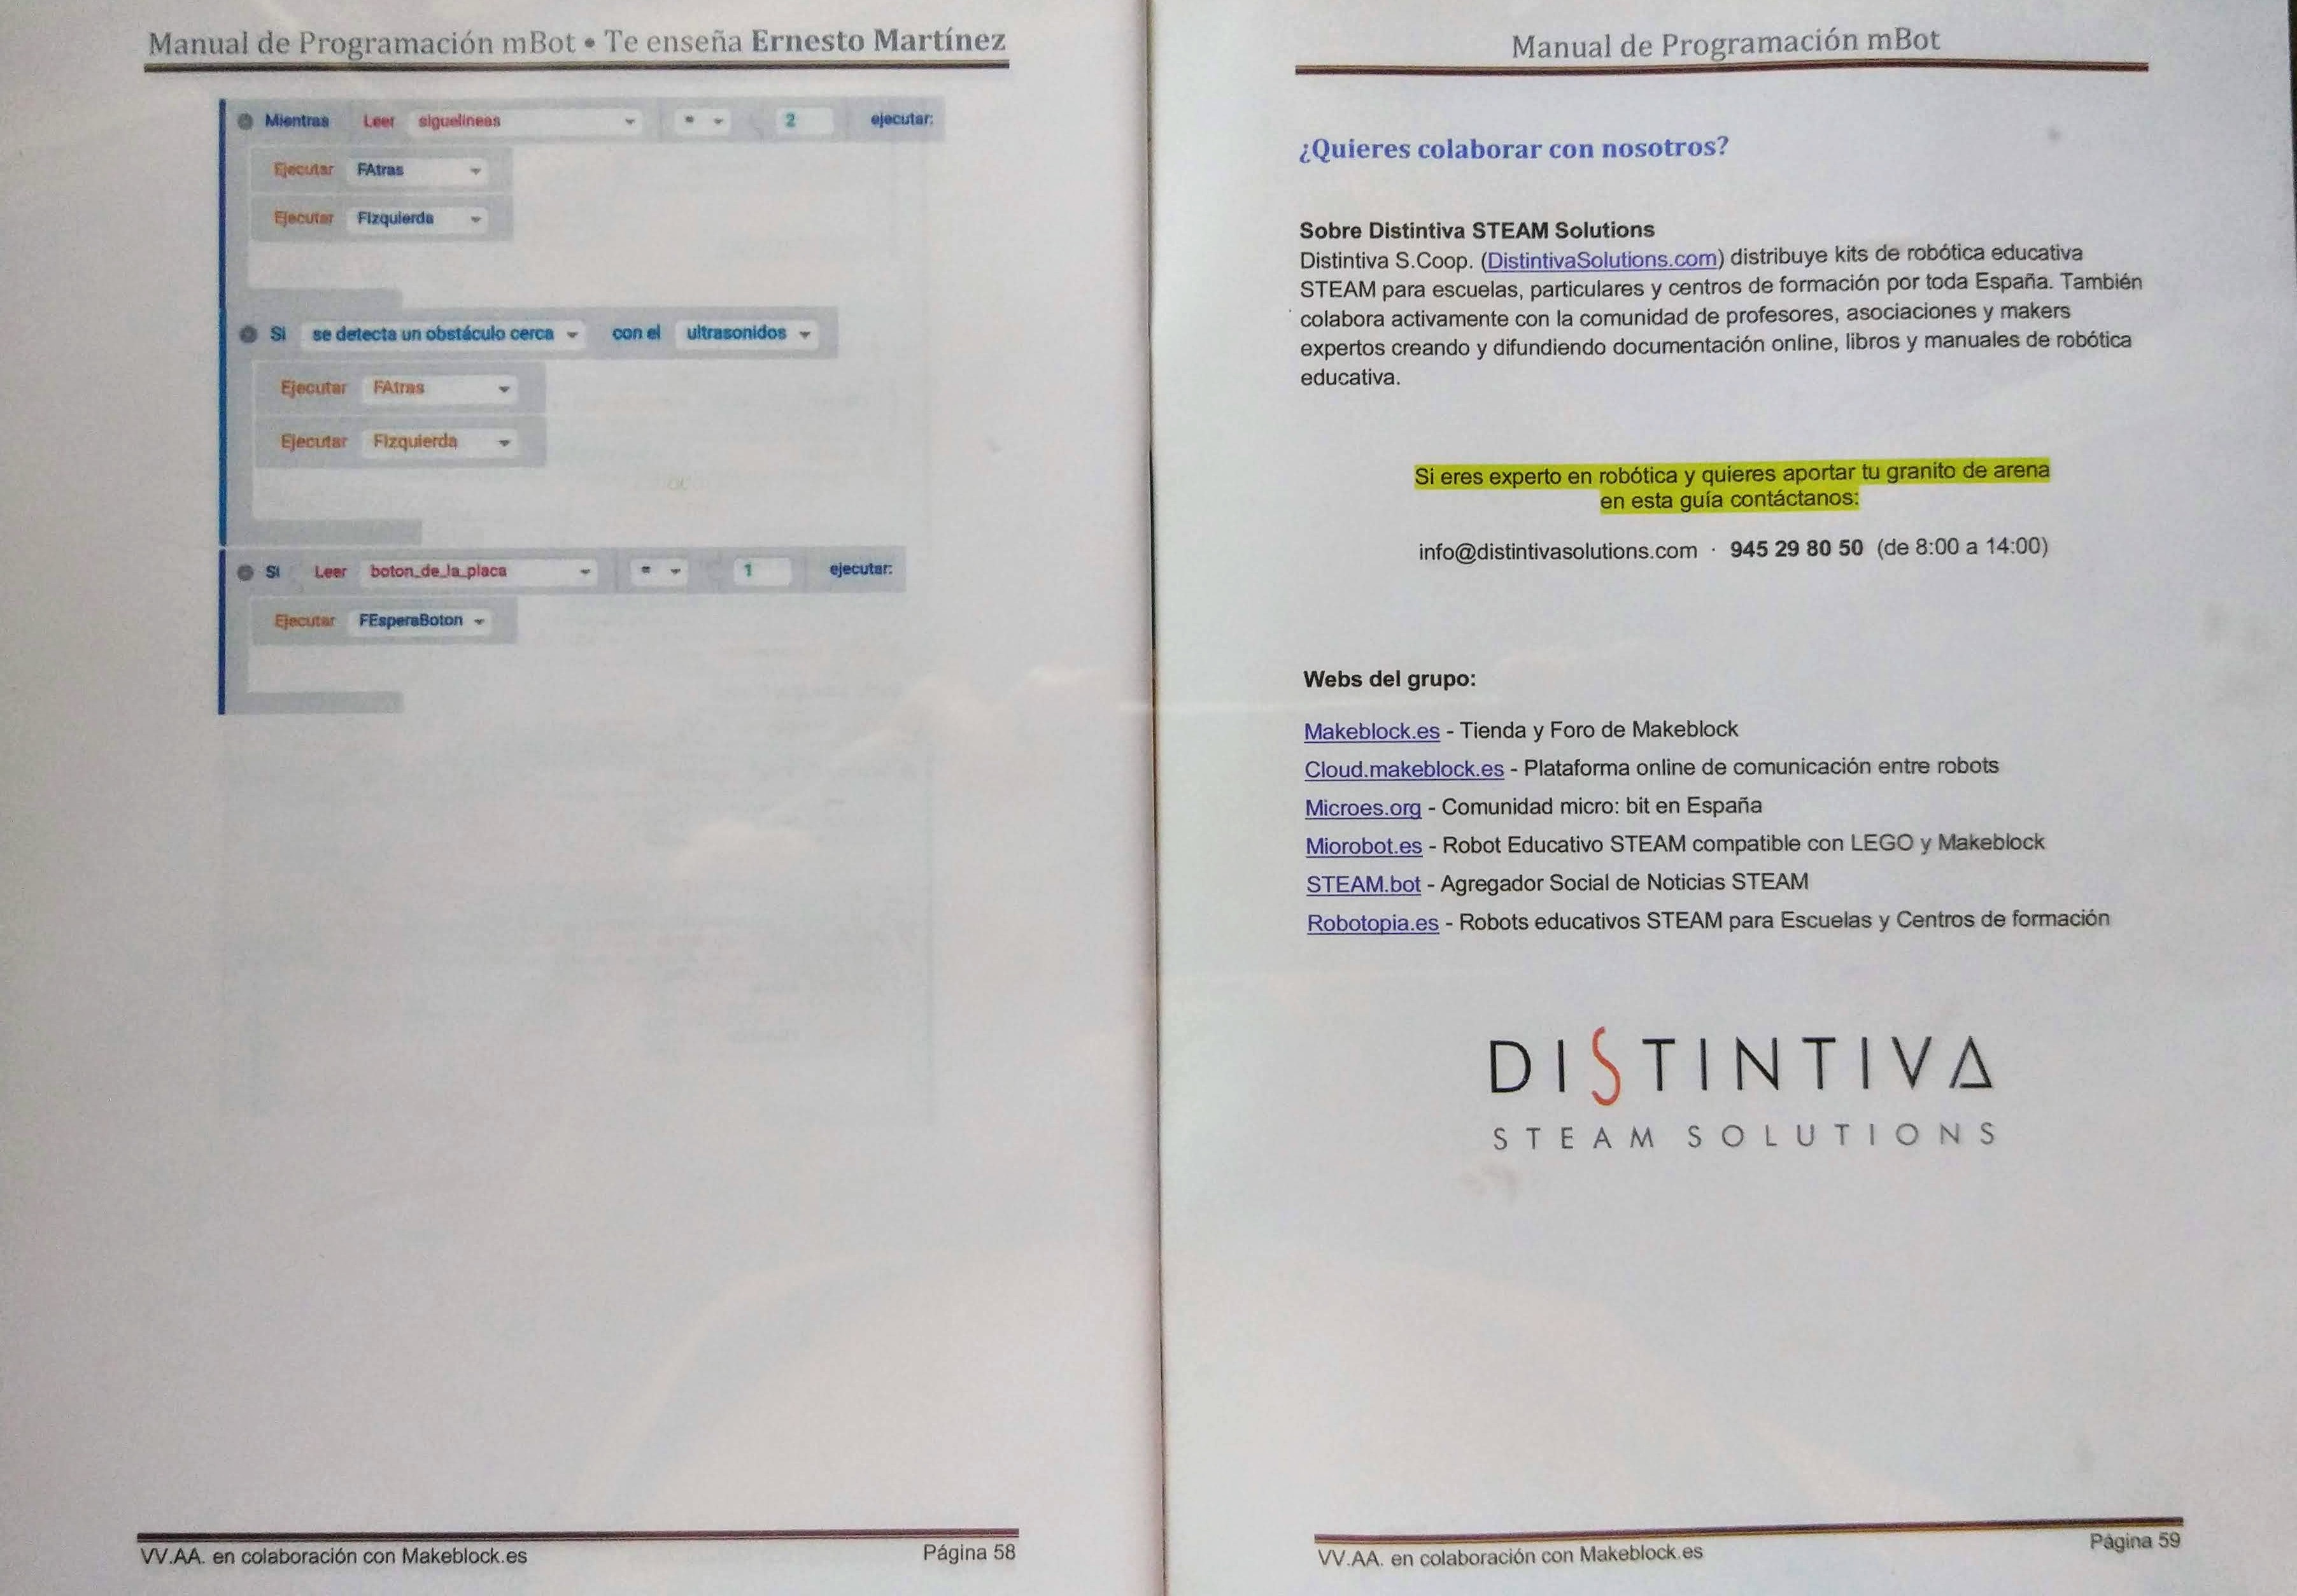 Manual de Programación mBot • Te enseña Ernesto Martínez
Mientras Leer siguelineas = 2 ejecutar:
Ejecutar FAtras
Ejecutar FIzquierda
Si se detecta un obstáculo cerca con el ultrasonidos
Ejecutar FAtras
Ejecutar FIzquierda
Si Leer boton_de_la_placa = 1 ejecutar:
Ejecutar FEsperaBoton
VV.AA. en colaboración con Makeblock.es Página 58
Manual de Programación mBot
¿Quieres colaborar con nosotros?
Sobre Distintiva STEAM Solutions
Distintiva S.Coop. (DistintivaSolutions.com) distribuye kits de robótica educativa
STEAM para escuelas, particulares y centros de formación por toda España. También
colabora activamente con la comunidad de profesores, asociaciones y makers
expertos creando y difundiendo documentación online, libros y manuales de robótica
educativa.
Si eres experto en robótica y quieres aportar tu granito de arena
en esta guía contáctanos:
info@distintivasolutions.com · 945 29 80 50 (de 8:00 a 14:00)
Webs del grupo:
Makeblock.es - Tienda y Foro de Makeblock
Cloud.makeblock.es - Plataforma online de comunicación entre robots
Microes.org - Comunidad micro: bit en España
Miorobot.es - Robot Educativo STEAM compatible con LEGO y Makeblock
STEAM.bot - Agregador Social de Noticias STEAM
Robotopia.es - Robots educativos STEAM para Escuelas y Centros de formación
DISTINTIVA
STEAM SOLUTIONS
VV.AA. en colaboración con Makeblock.es Página 59